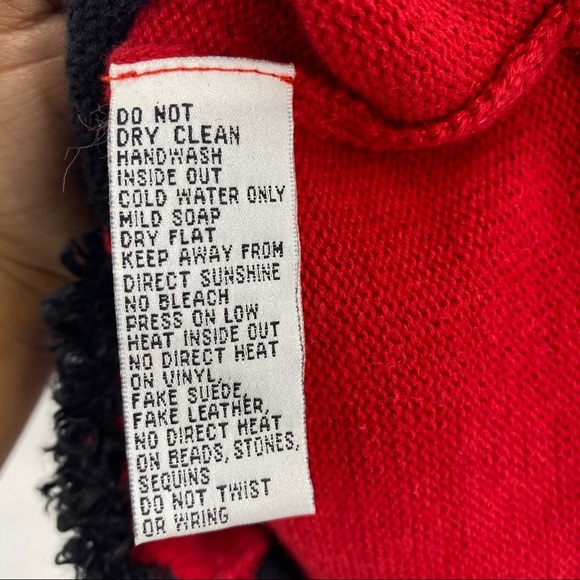 DO NOT
DRY CLEAN
HANDWASH
INSIDE OUT
COLD WATER ONLY
MILD SOAP
DRY FLAT
KEEP AWAY FROM
DIRECT SUNSHINE
NO BLEACH
PRESS ON LOW
HEAT INSIDE OUT
NO DIRECT HEAT
ON VINYL,
FAKE SUEDE,
FAKE LEATHER,
NO DIRECT HEAT
ON BEADS, STONES,
SEQUINS
DO NOT TWIST
OR WRING